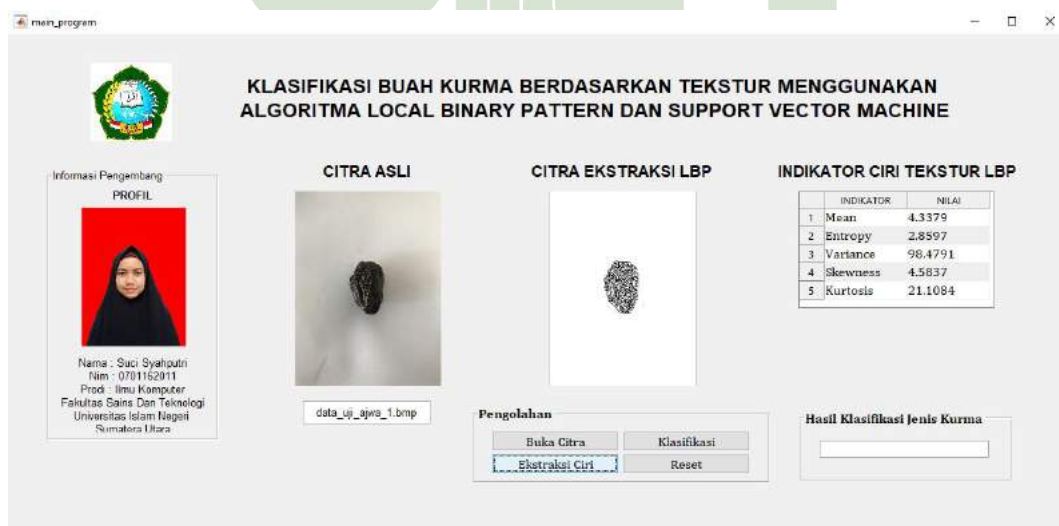 main_program
KLASIFIKASI BUAH KURMA BERDASARKAN TEKSTUR MENGGUNAKAN
ALGORITMA LOCAL BINARY PATTERN DAN SUPPORT VECTOR MACHINE
Informasi Pengembang
PROFIL
Nama : Suci Syahputri
Nim : 0701162011
Prodi : Ilmu Komputer
Fakultas Sains Dan Teknologi
Universitas Islam Negeri
Sumatera Utara
CITRA ASLI
data_uji_ajwa_1.bmp
CITRA EKSTRAKSI LBP
Pengolahan
Buka Citra Klasifikasi
Ekstraksi Ciri Reset
INDIKATOR CIRI TEKSTUR LBP
INDIKATOR NILAI
1 Mean 4.3379
2 Entropy 2.8597
3 Variance 98.4791
4 Skewness 4.5837
5 Kurtosis 21.1084
Hasil Klasifikasi Jenis Kurma